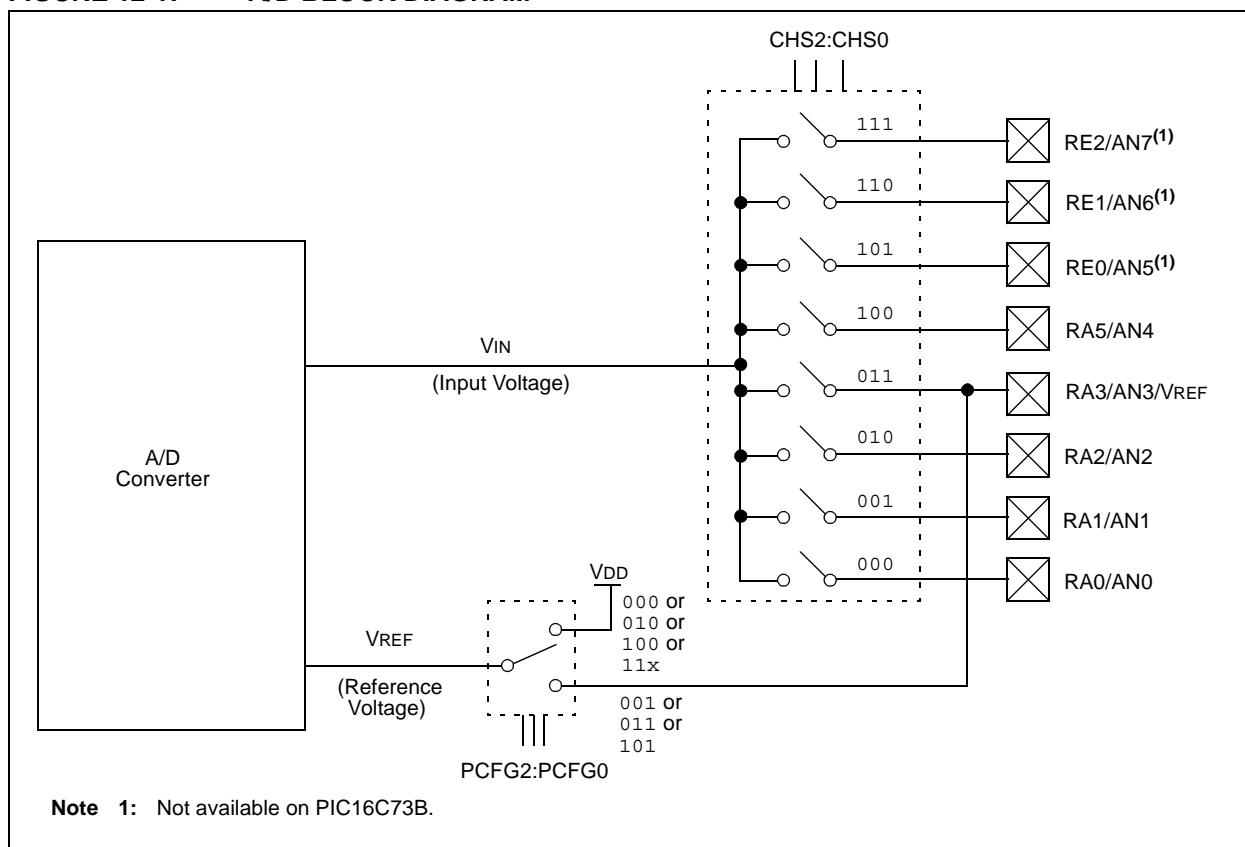 CHS2:CHS0
111
RE2/AN7(1)
110
RE1/AN6(1)
101
RE0/AN5(1)
100
RA5/AN4
VIN
(Input Voltage)
011
RA3/AN3/VREF
A/D
Converter
010
RA2/AN2
001
RA1/AN1
000
RA0/AN0
VDD
000 or
010 or
100 or
11x
VREF
(Reference
Voltage)
001 or
011 or
101
PCFG2:PCFG0
Note 1: Not available on PIC16C73B.